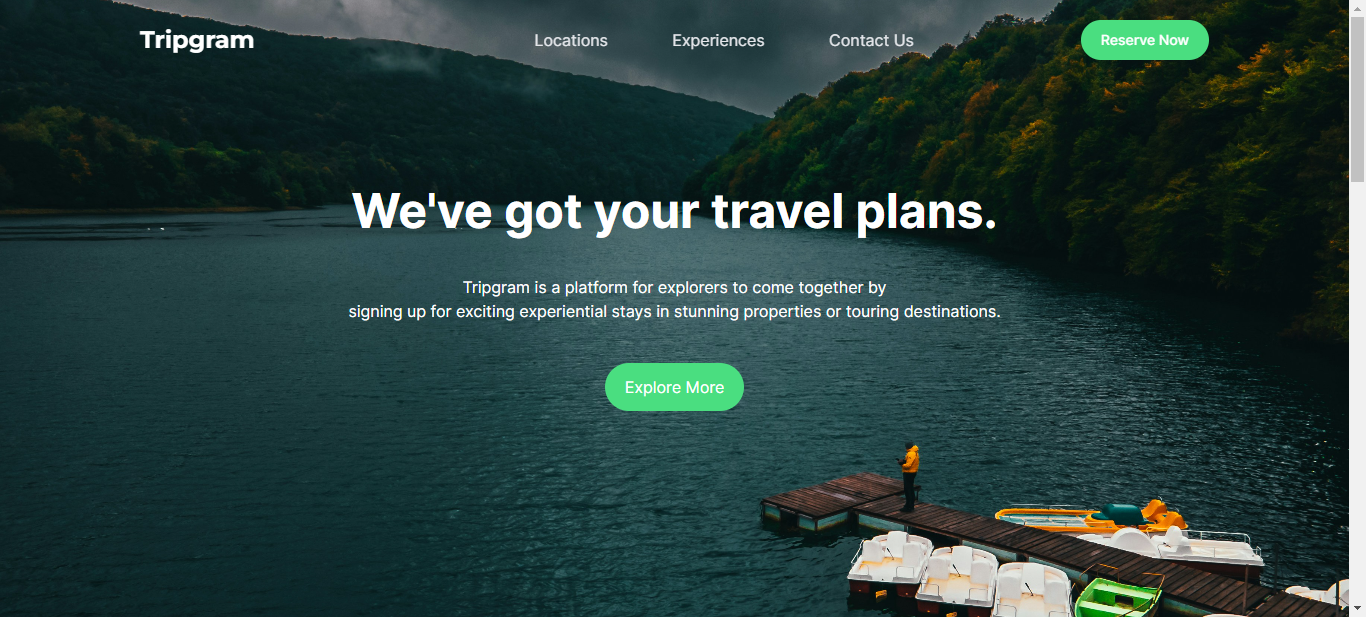 Tripgram
Locations
Experiences
Contact Us
Reserve Now
We've got your travel plans.
Tripgram is a platform for explorers to come together by
signing up for exciting experiential stays in stunning properties or touring destinations.
Explore More